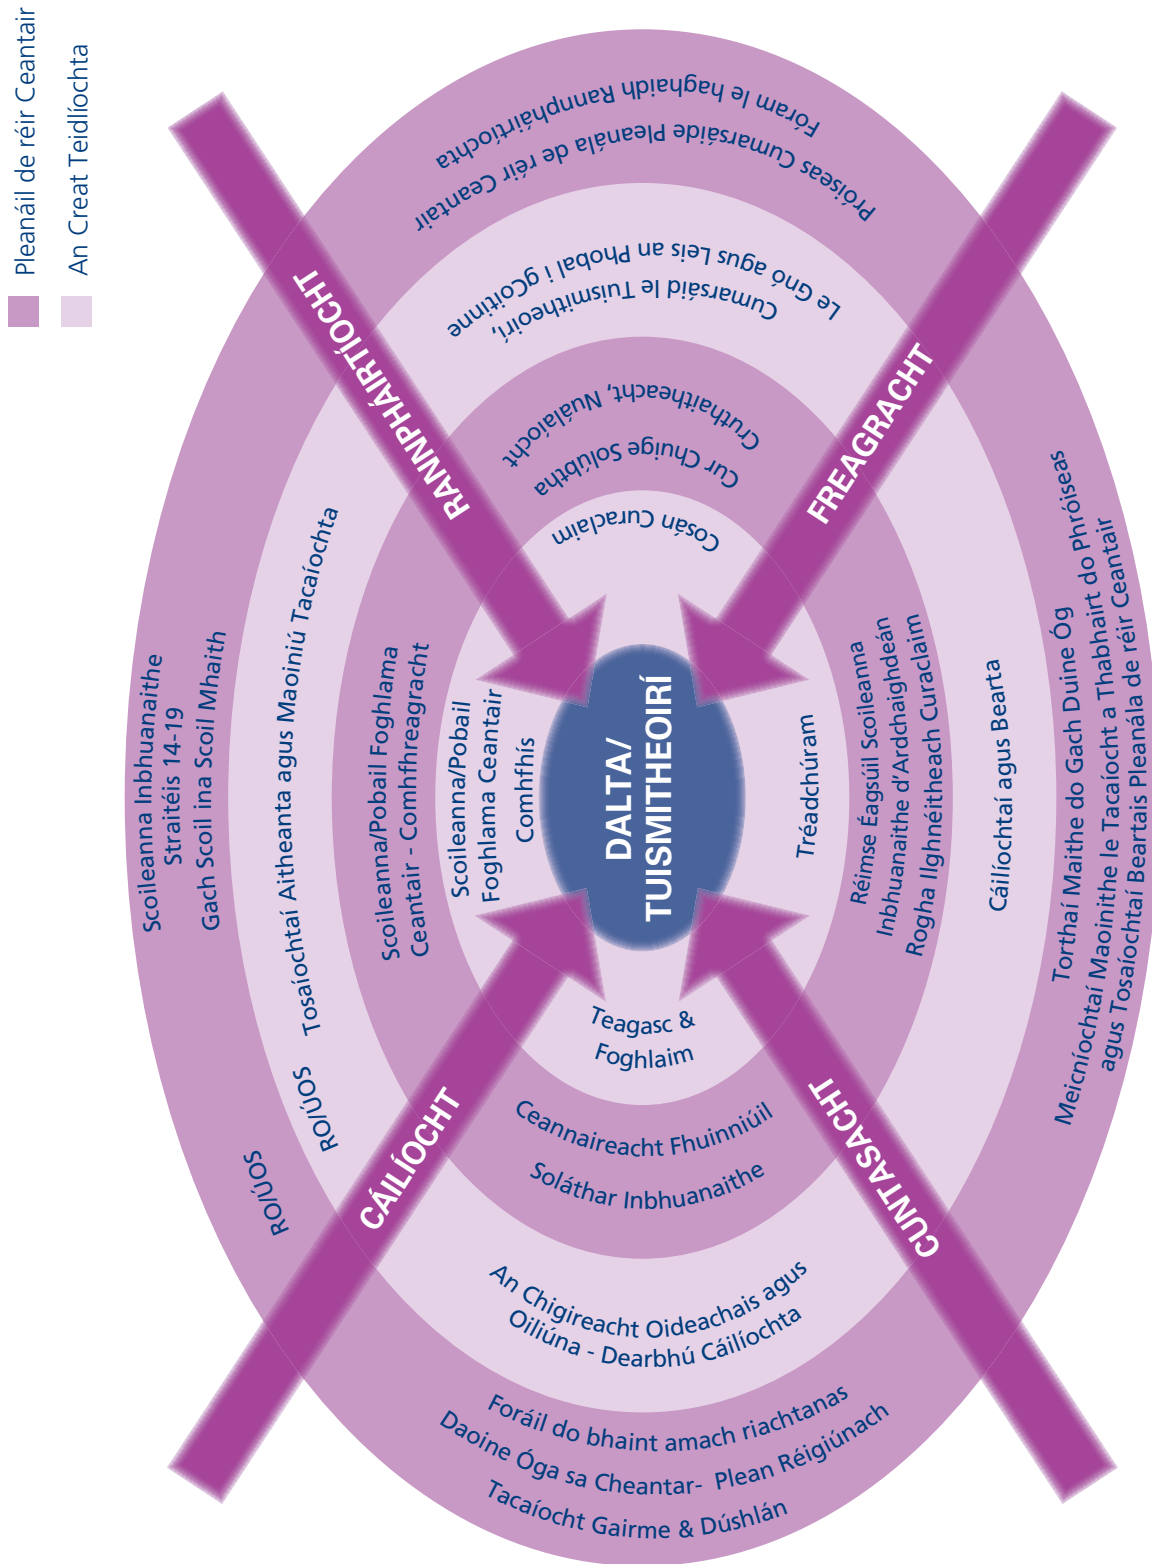 Pleanáil de réir Ceantair
An Creat Teidlíochta
Scoileanna Inbhuanaithe
Straitéis 14-19
Gach Scoil ina Scoil Mhaith
RO/ÚOS
Tosaíochtaí Aitheanta agus Maoiniú Tacaíochta
RO/ÚOS
Scoileanna/Pobail Foghlama
Ceantair - Comhfhreagracht
Scoileanna/Pobail
Foghlama Ceantair
Comhfhís
RANNPHÁIRTÍOCHT
Fóram le haghaidh Rannpháirtíochta
Próiseas Cumarsáide Pleanála de réir Ceantair
Le Gnó agus Leis an Phobal i gCoitinne
Cumarsáid le Tuismitheoirí,
Cruthaitheacht, Nuálaíocht
Cur Chuige Solúbtha
Cosán Curaclaim
FREAGRACHT
DALTA/
TUISMITHEOIRÍ
CÁILÍOCHT
Teagasc &
Foghlaim
Ceannaireacht Fhuinniúil
Soláthar Inbhuanaithe
An Chigireacht Oideachais agus
Oiliúna - Dearbhú Cáilíochta
Foráil do bhaint amach riachtanas
Daoine Óga sa Cheantar- Plean Réigiúnach
Tacaíocht Gairme & Dúshlán
CUNTASACHT
Tréadchúram
Réimse Éagsúil Scoileanna
Inbhuanaithe d'Ardchaighdeán
Rogha Ilghnéitheach Curaclaim
Cáilíochtaí agus Bearta
Torthaí Maithe do Gach Duine Óg
Meicníochtaí Maoinithe le Tacaíocht a Thabhairt do Phróiseas
agus Tosaíochtaí Beartais Pleanála de réir Ceantair